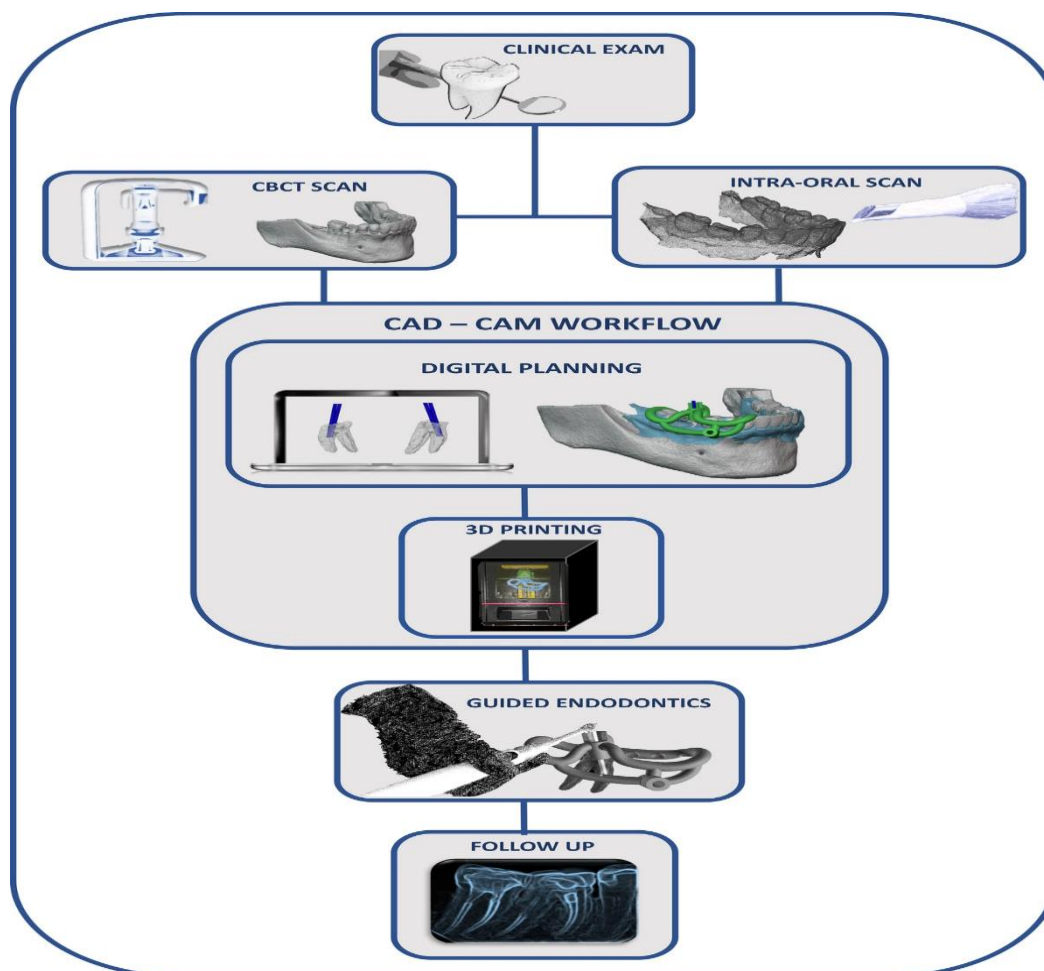 CLINICAL EXAM
CBCT SCAN
INTRA-ORAL SCAN
CAD – CAM WORKFLOW
DIGITAL PLANNING
3D PRINTING
GUIDED ENDODONTICS
FOLLOW UP